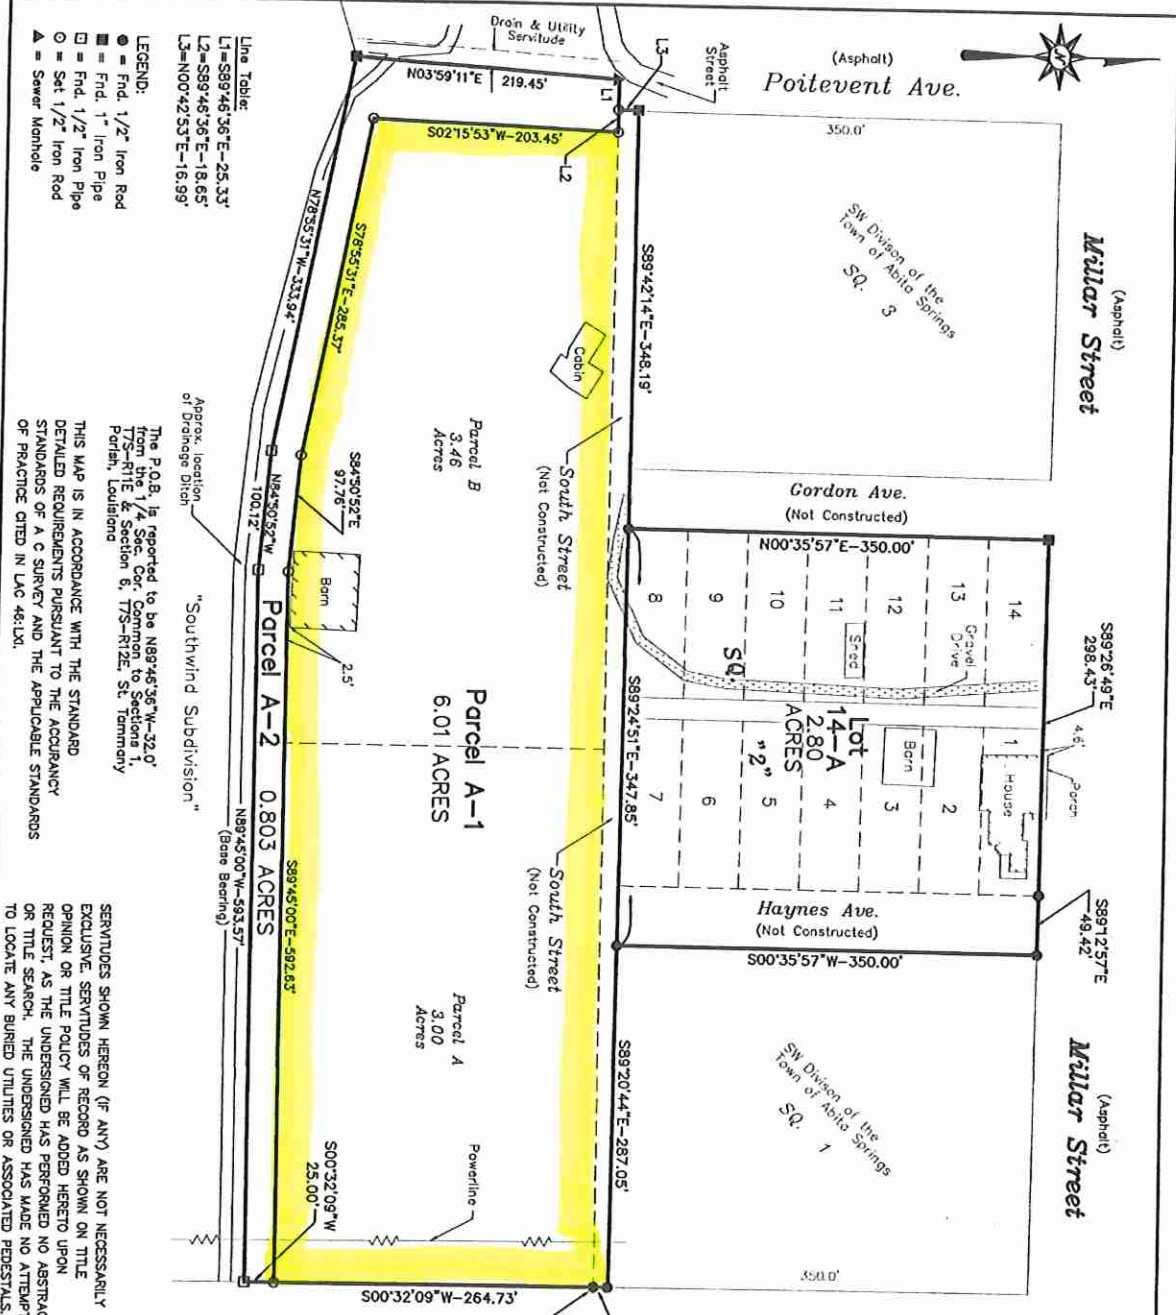 (Asphalt)
Poitevent Ave.
Asphalt
Street
Drain & Utility
Servitude
(Asphalt)
Millar Street
350.0'
SW Divison of the
Town of Abita Springs
SQ. 3
L3
L1
L2
N03°59'11"E 219.45'
S02°15'53"W-203.45'
S89°42'14"E-348.19'
Line Table:
L1=S89°46'36"E-25.33'
L2=S89°46'36"E-18.65'
L3=N00°42'53"E-16.99'
LEGEND:
= Fnd. 1/2" Iron Rod
= Fnd. 1" Iron Pipe
= Fnd. 1/2" Iron Pipe
= Set 1/2" Iron Rod
= Sewer Manhole
N78°55'31"W-333.94'
S78°55'31"E-285.37'
Cabin
Parcel B
3.46
Acres
South Street
(Not Constructed)
Gordon Ave.
(Not Constructed)
N00°35'57"E-350.00'
S89°26'49"E
298.43'
S84°50'52"E
97.76'
N84°50'52"W
100.12'
Approx. location
of Drainage Ditch
Barn
2.5'
14
13
12
11
10
9
8
Gravel
Drive
Shed
SQ.
"2"
Lot
14-A
2.80
ACRES
Barn
House
4.6'
Porch
1
2
3
4
5
6
7
S89°24'51"E-347.85'
Parcel A-1
6.01 ACRES
Parcel A-2 0.803 ACRES
"Southwind Subdivision"
N89°45'00"W-593.57'
(Base Bearing)
S89°45'00"E-592.63'
South Street
(Not Constructed)
Haynes Ave.
(Not Constructed)
S00°35'57"W-350.00'
S89°12'57"E
49.42'
(Asphalt)
Millar Street
SW Divison of the
Town of Abita Springs
SQ. 1
S89°20'44"E-287.05'
350.0'
Parcel A
3.00
Acres
Powerline
S00°32'09"W
25.00'
S00°32'09"W-264.73'
The P.O.B. is reported to be N89°46'36"W-32.0'
from the 1/4 Sec. Cor. Common to Sections 1,
T7S-R11E & Section 6, T7S-R12E, St. Tammany
Parish, Louisiana
THIS MAP IS IN ACCORDANCE WITH THE STANDARD
DETAILED REQUIREMENTS PURSUANT TO THE ACCURANCY
STANDARDS OF A C SURVEY AND THE APPLICABLE STANDARDS
OF PRACTICE CITED IN LAC 46:LXI.
SERVITUDES SHOWN HEREON (IF ANY) ARE NOT NECESSARILY
EXCLUSIVE. SERVITUDES OF RECORD AS SHOWN ON TITLE
OPINION OR TITLE POLICY WILL BE ADDED HERETO UPON
REQUEST, AS THE UNDERSIGNED HAS PERFORMED NO ABSTRAC
OR TITLE SEARCH. THE UNDERSIGNED HAS MADE NO ATTEMP
TO LOCATE ANY BURIED UTILITIES OR ASSOCIATED PEDESTALS.